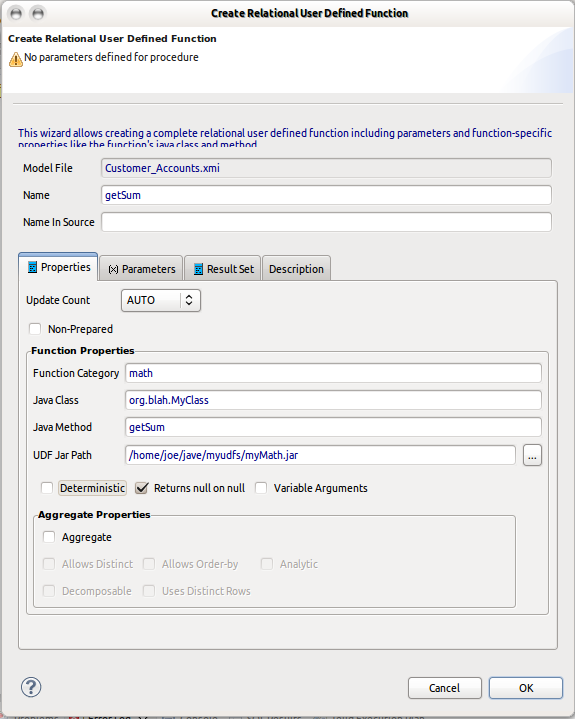 Create Relational User Defined Function
Create Relational User Defined Function
No parameters defined for procedure
This wizard allows creating a complete relational user defined function including parameters and function-specific
properties like the function's java class and method
Model File
Customer_Accounts.xmi
Name
getSum
Name In Source
Properties
(x) Parameters
Result Set
Description
Update Count
AUTO
Non-Prepared
Function Properties
Function Category
math
Java Class
org.blah.MyClass
Java Method
getSum
UDF Jar Path
/home/joe/jave/myudfs/myMath.jar
...
Deterministic
Returns null on null
Variable Arguments
Aggregate Properties
Aggregate
Allows Distinct
Allows Order-by
Analytic
Decomposable
Uses Distinct Rows
?
Cancel
OK